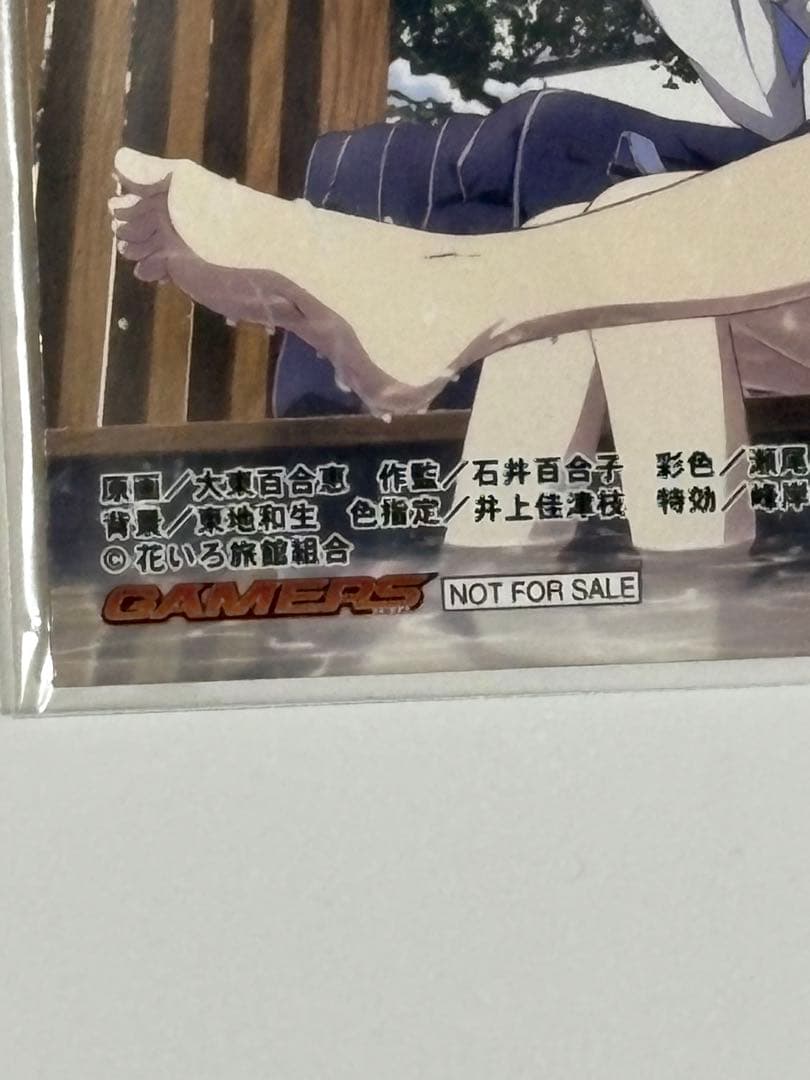 原画／大東百合恵　作監／石井百合子　彩色／瀬尾
背景／東地和生　色指定／井上佳津枝　特効／峰岸
© 花いろ旅館組合
GAMERS NOT FOR SALE